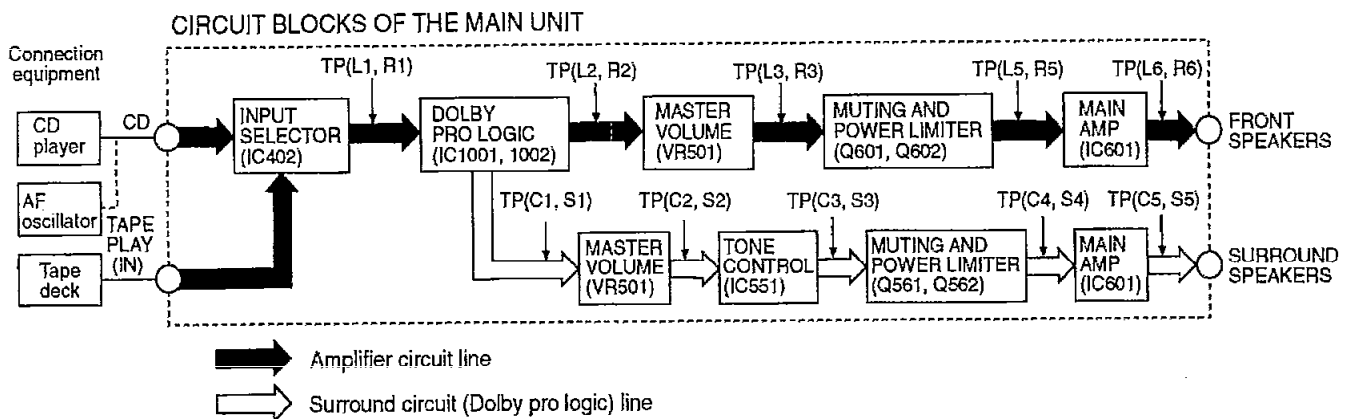 CIRCUIT BLOCKS OF THE MAIN UNIT
Connection
equipment
CD
player
CD
AF
oscillator
TAPE
PLAY
(IN)
Tape
deck
INPUT
SELECTOR
(IC402)
TP(L1, R1)
DOLBY
PRO LOGIC
(IC1001, 1002)
TP(L2, R2)
MASTER
VOLUME
(VR501)
TP(L3, R3)
MUTING AND
POWER LIMITER
(Q601, Q602)
TP(L5, R5)
MAIN
AMP
(IC601)
TP(L6, R6)
FRONT
SPEAKERS
TP(C1, S1)
MASTER
VOLUME
(VR501)
TP(C2, S2)
TONE
CONTROL
(IC551)
TP(C3, S3)
MUTING AND
POWER LIMITER
(Q561, Q562)
TP(C4, S4)
MAIN
AMP
(IC601)
TP(C5, S5)
SURROUND
SPEAKERS
Amplifier circuit line
Surround circuit (Dolby pro logic) line